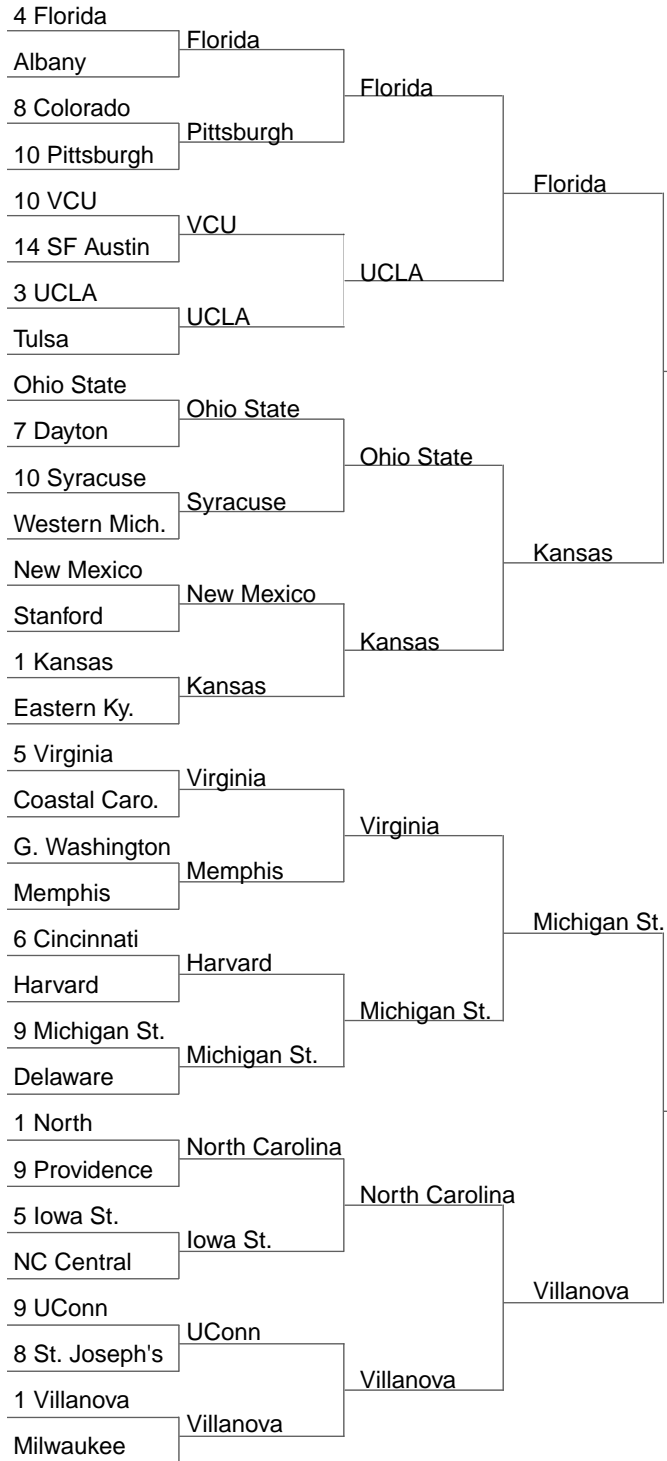 4 Florida
Albany
8 Colorado
10 Pittsburgh
10 VCU
14 SF Austin
3 UCLA
Tulsa
Ohio State
7 Dayton
10 Syracuse
Western Mich.
New Mexico
Stanford
1 Kansas
Eastern Ky.
5 Virginia
Coastal Caro.
G. Washington
Memphis
6 Cincinnati
Harvard
9 Michigan St.
Delaware
1 North
9 Providence
5 Iowa St.
NC Central
9 UConn
8 St. Joseph's
1 Villanova
Milwaukee
Florida
Pittsburgh
VCU
UCLA
Ohio State
Syracuse
New Mexico
Kansas
Virginia
Memphis
Harvard
Michigan St.
North Carolina
Iowa St.
UConn
Villanova
Florida
UCLA
Ohio State
Kansas
Virginia
Michigan St.
North Carolina
Villanova
Florida
Kansas
Michigan St.
Villanova